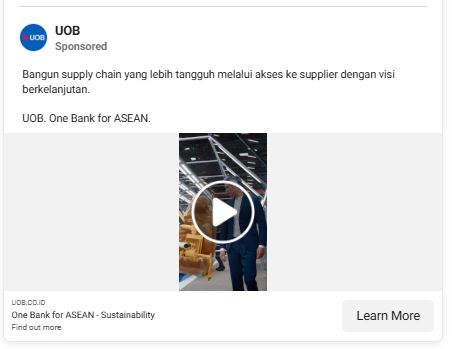 UOB
UOB
Sponsored
Bangun supply chain yang lebih tangguh melalui akses ke supplier dengan visi
berkelanjutan.
UOB. One Bank for ASEAN.
UOB.CO.ID
One Bank for ASEAN - Sustainability
Find out more
Learn More